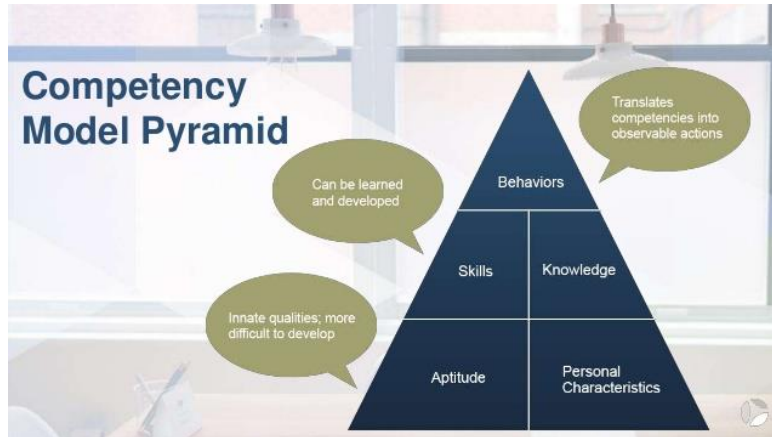 Competency
Model Pyramid
Translates
competencies into
observable actions
Can be learned
and developed
Behaviors
Skills
Knowledge
Innate qualities; more
difficult to develop
Aptitude
Personal
Characteristics